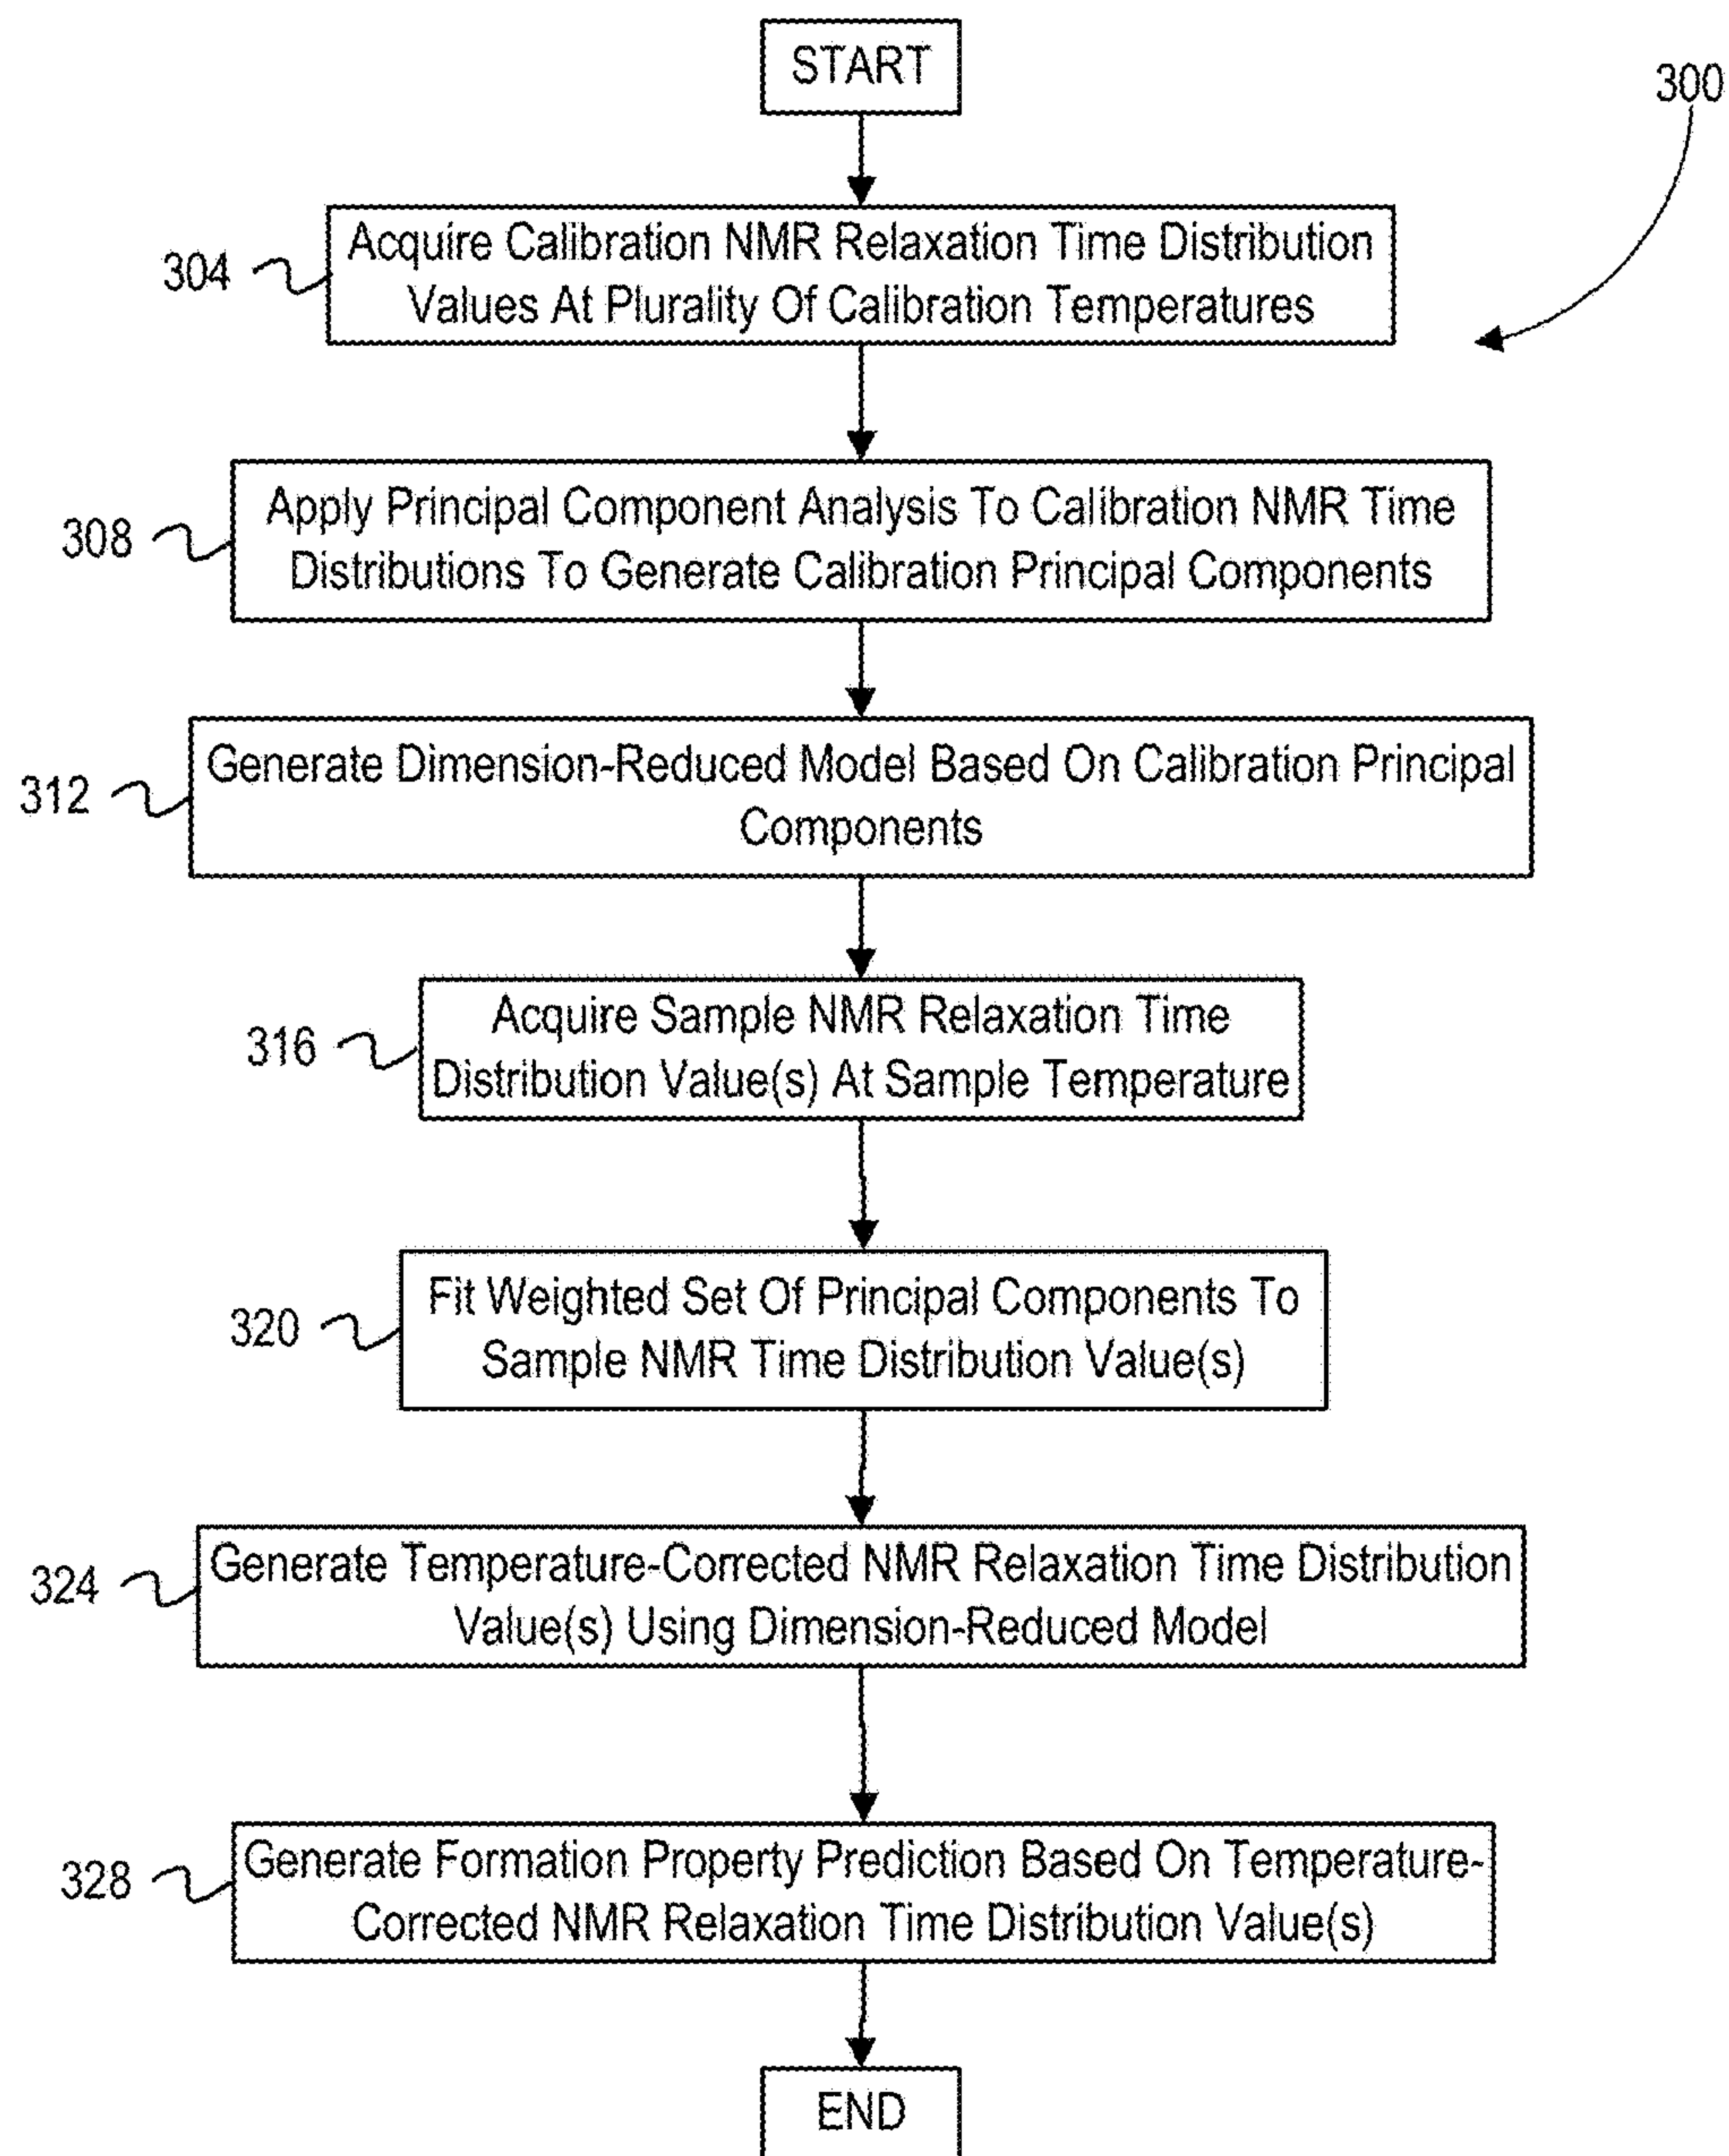 START
300
304
Acquire Calibration NMR Relaxation Time Distribution
Values At Plurality Of Calibration Temperatures
308
Apply Principal Component Analysis To Calibration NMR Time
Distributions To Generate Calibration Principal Components
312
Generate Dimension-Reduced Model Based On Calibration Principal
Components
316
Acquire Sample NMR Relaxation Time
Distribution Value(s) At Sample Temperature
320
Fit Weighted Set Of Principal Components To
Sample NMR Time Distribution Value(s)
324
Generate Temperature-Corrected NMR Relaxation Time Distribution
Value(s) Using Dimension-Reduced Model
328
Generate Formation Property Prediction Based On Temperature-
Corrected NMR Relaxation Time Distribution Value(s)
END